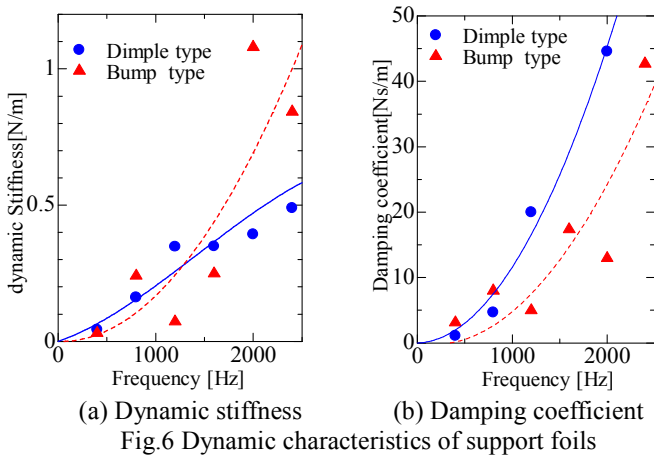 Dimple type
Bump type
1
0.5
0
0
1000
2000
dynamic Stiffness[N/m]
Frequency [Hz]
(a) Dynamic stiffness
Dimple type
Bump type
50
40
30
20
10
0
0
1000
2000
Damping coefficient[Ns/m]
Frequency [Hz]
(b) Damping coefficient
Fig.6 Dynamic characteristics of support foils